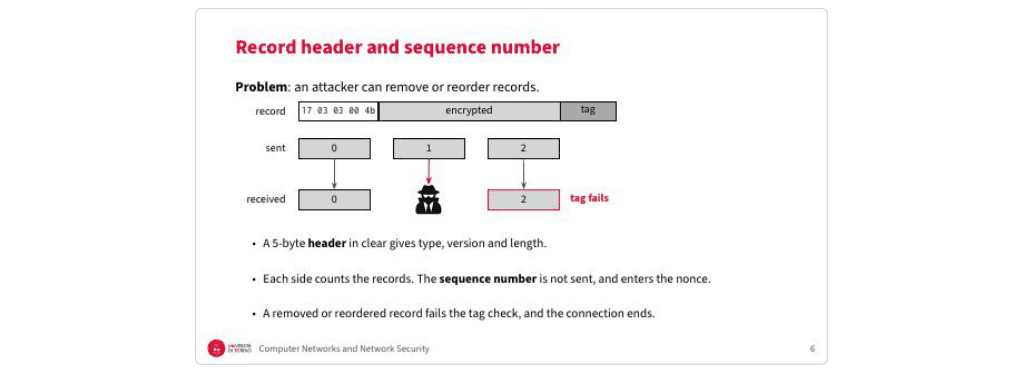 Record header and sequence number
Problem: an attacker can remove or reorder records.
record 17 03 03 00 4b encrypted tag
sent 0 1 2
received 0 2 tag fails
• A 5-byte header in clear gives type, version and length.
• Each side counts the records. The sequence number is not sent, and enters the nonce.
• A removed or reordered record fails the tag check, and the connection ends.
UNIVERSITÀ
DI TORINO
Computer Networks and Network Security 6